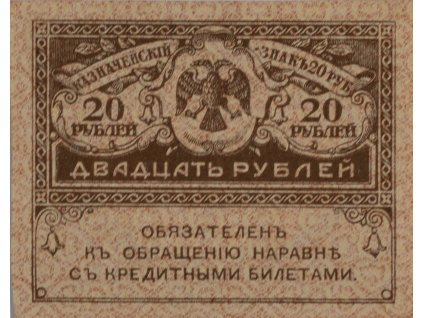 КАЗНАЧЕЙСКІЙ ЗНАКЪ 20 РУБ.
20 РУБЛЕЙ
20 РУБЛЕЙ
ДВАДЦАТЬ РУБЛЕЙ
ОБЯЗАТЕЛЕНЪ
КЪ ОБРАЩЕНІЮ НАРАВНѢ
СЪ КРЕДИТНЫМИ БИЛЕТАМИ.